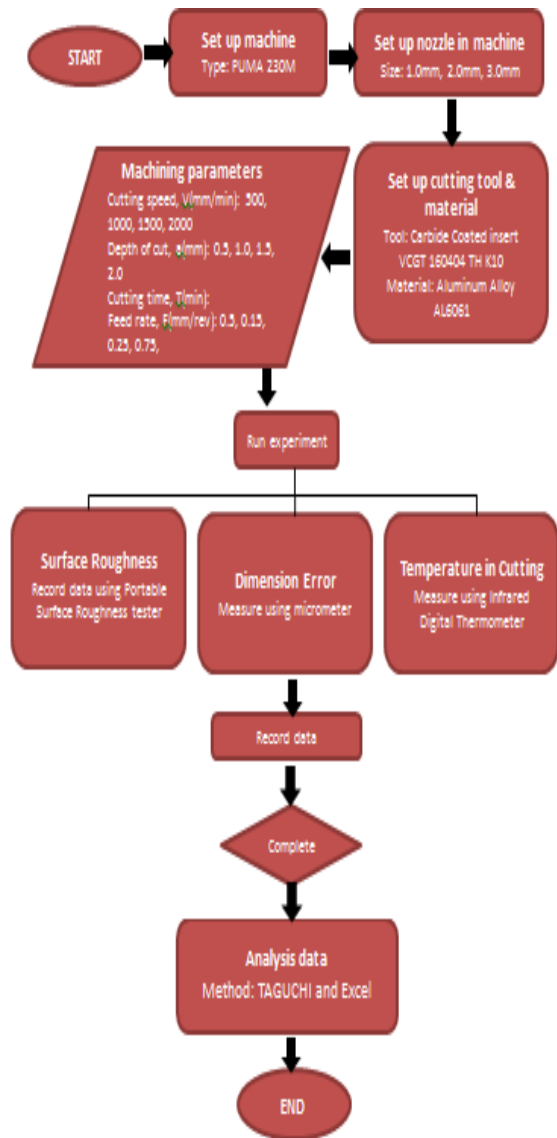 START
Set up machine
Type: PUMA 230M
Set up nozzle in machine
Size: 1.0mm, 2.0mm, 3.0mm
Set up cutting tool &
material
Tool: Carbide Coated insert
VCGT 160404 TH K10
Material: Aluminum Alloy
AL6061
Machining parameters
Cutting speed, V(mm/min): 500,
1000, 1500, 2000
Depth of cut, a(mm): 0.5, 1.0, 1.5,
2.0
Cutting time, T(min):
Feed rate, F(mm/rev): 0.5, 0.15,
0.25, 0.75,
Run experiment
Surface Roughness
Record data using Portable
Surface Roughness tester
Dimension Error
Measure using micrometer
Temperature in Cutting
Measure using Infrared
Digital Thermometer
Record data
Complete
Analysis data
Method: TAGUCHI and Excel
END